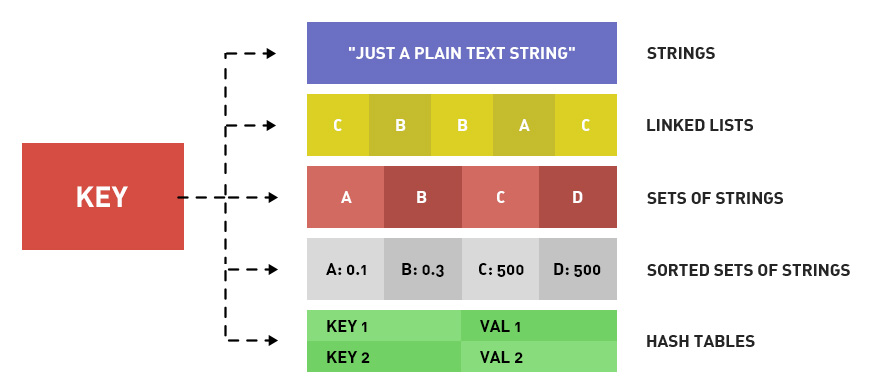 KEY
"JUST A PLAIN TEXT STRING" STRINGS
C B B A C LINKED LISTS
A B C D SETS OF STRINGS
A: 0.1 B: 0.3 C: 500 D: 500 SORTED SETS OF STRINGS
KEY 1 VAL 1
KEY 2 VAL 2
HASH TABLES